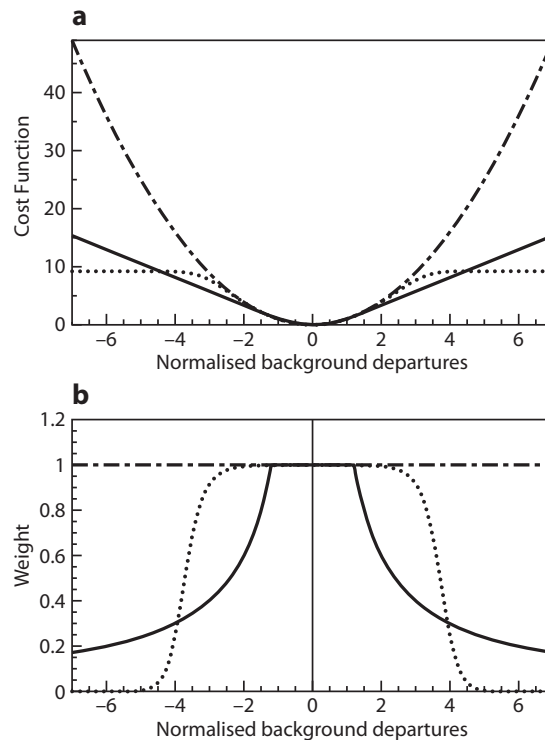 a
40
30
20
10
0
Cost Function
−6 −4 −2 0 2 4 6
Normalised background departures
b
1.2
1
0.8
0.6
0.4
0.2
0
Weight
−6 −4 −2 0 2 4 6
Normalised background departures